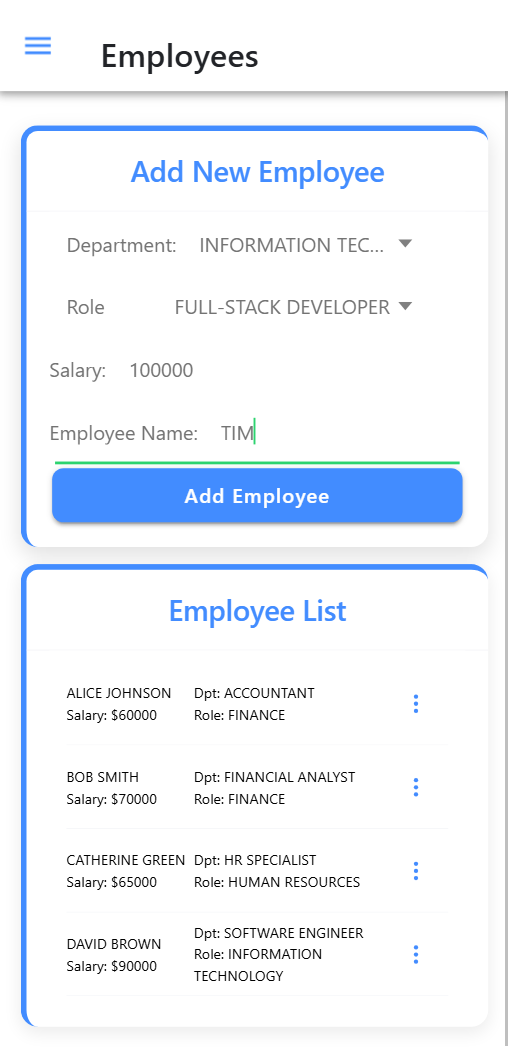 Employees
Add New Employee
Department: INFORMATION TEC...
Role FULL-STACK DEVELOPER
Salary: 100000
Employee Name: TIM
Add Employee
Employee List
ALICE JOHNSON Dpt: ACCOUNTANT
Salary: $60000 Role: FINANCE
BOB SMITH Dpt: FINANCIAL ANALYST
Salary: $70000 Role: FINANCE
CATHERINE GREEN Dpt: HR SPECIALIST
Salary: $65000 Role: HUMAN RESOURCES
DAVID BROWN Dpt: SOFTWARE ENGINEER
Salary: $90000 Role: INFORMATION
TECHNOLOGY